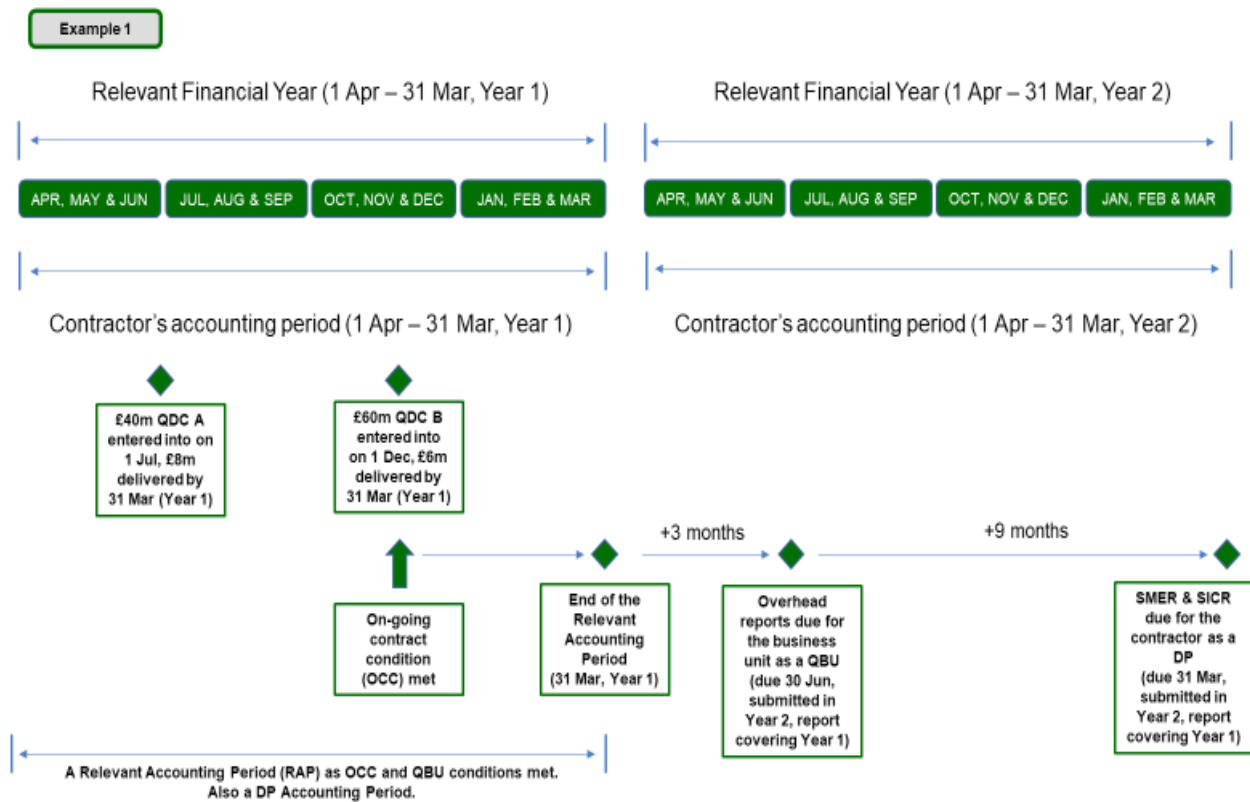 Example 1
Relevant Financial Year (1 Apr – 31 Mar, Year 1)
Relevant Financial Year (1 Apr – 31 Mar, Year 2)
APR, MAY & JUN
JUL, AUG & SEP
OCT, NOV & DEC
JAN, FEB & MAR
APR, MAY & JUN
JUL, AUG & SEP
OCT, NOV & DEC
JAN, FEB & MAR
Contractor's accounting period (1 Apr – 31 Mar, Year 1)
Contractor's accounting period (1 Apr – 31 Mar, Year 2)
£40m QDC A
entered into on
1 Jul, £8m
delivered by
31 Mar (Year 1)
£60m QDC B
entered into
on 1 Dec, £6m
delivered by
31 Mar (Year 1)
+3 months
+9 months
On-going
contract
condition
(OCC) met
End of the
Relevant
Accounting
Period
(31 Mar, Year 1)
Overhead
reports due for
the business
unit as a QBU
(due 30 Jun,
submitted in
Year 2, report
covering Year 1)
SMER & SICR
due for the
contractor as a
DP
(due 31 Mar,
submitted in
Year 2, report
covering Year 1)
A Relevant Accounting Period (RAP) as OCC and QBU conditions met.
Also a DP Accounting Period.